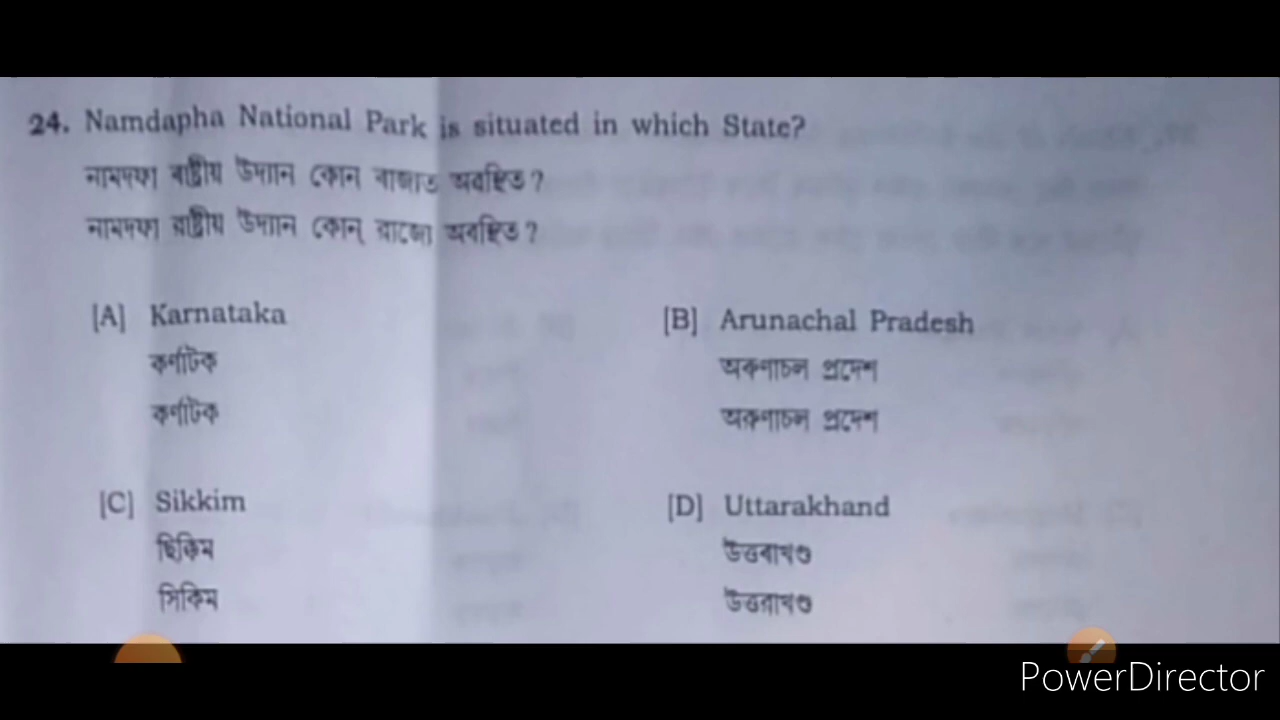 24. Namdapha National Park is situated in which State?
নামদফা ৰাষ্ট্ৰীয় উদ্যান কোন ৰাজ্যত অৱস্থিত ?
নামদফা রাষ্ট্রীয় উদ্যান কোন্ রাজ্যে অবস্থিত ?
[A] Karnataka
কৰ্ণাটক
কর্ণাটক
[B] Arunachal Pradesh
অৰুণাচল প্ৰদেশ
অরুণাচল প্রদেশ
[C] Sikkim
ছিক্কিম
সিকিম
[D] Uttarakhand
উত্তৰাখণ্ড
উত্তরাখণ্ড
PowerDirector